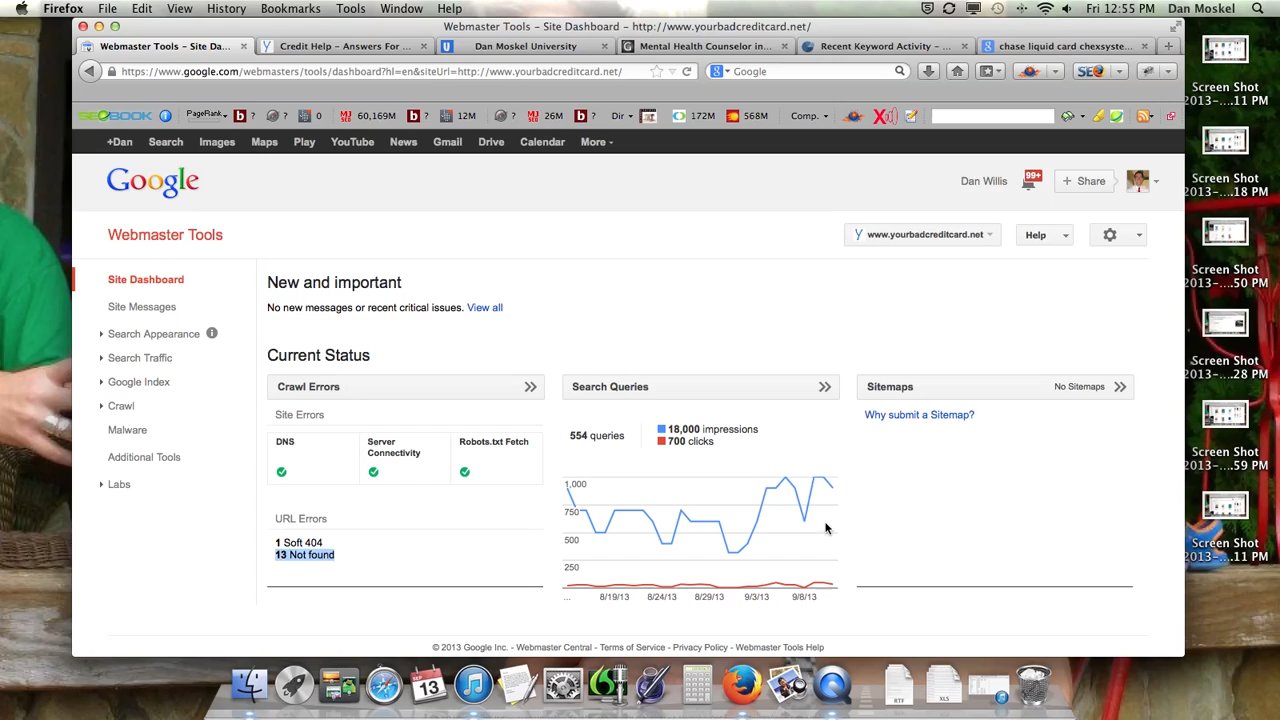 Firefox File Edit View History Bookmarks Tools Window Help Fri 12:55 PM Dan Moskel
Webmaster Tools - Site Dashboard - http://www.yourbadcreditcard.net/
Webmaster Tools - Site Da... Credit Help - Answers For ... Dan Moskel University Mental Health Counselor in... Recent Keyword Activity - ... chase liquid card chexsyste...
https://www.google.com/webmasters/tools/dashboard?hl=en&siteUrl=http://www.yourbadcreditcard.net/ Google SEO
SEOBOOK PageRank b ? ? 0 60,169M b ? 12M ? 26M b ? Dir 172M 568M Comp.
+Dan Search Images Maps Play YouTube News Gmail Drive Calendar More
Google Dan Willis 99+ + Share
Webmaster Tools www.yourbadcreditcard.net Help
Site Dashboard
Site Messages
Search Appearance
Search Traffic
Google Index
Crawl
Malware
Additional Tools
Labs
New and important
No new messages or recent critical issues. View all
Current Status
Crawl Errors
Site Errors
DNS
Server
Connectivity
Robots.txt Fetch
URL Errors
1 Soft 404
13 Not found
Search Queries
554 queries
18,000 impressions
700 clicks
1,000
750
500
250
... 8/19/13 8/24/13 8/29/13 9/3/13 9/8/13
Sitemaps No Sitemaps
Why submit a Sitemap?
© 2013 Google Inc. - Webmaster Central - Terms of Service - Privacy Policy - Webmaster Tools Help
Screen Shot
2013-....11 PM
Screen Shot
2013-....18 PM
Screen Shot
2013-....50 PM
Screen Shot
2013-....28 PM
Screen Shot
2013-....59 PM
Screen Shot
2013-....11 PM
SEP
13
RTF
XLS